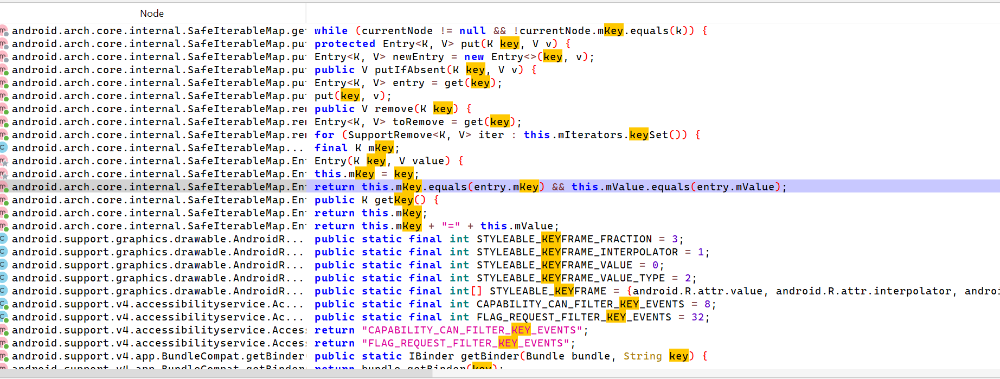 Node
android.arch.core.internal.SafeIterableMap.ge while (currentNode != null && !currentNode.mKey.equals(k)) {
android.arch.core.internal.SafeIterableMap.pu protected Entry<K, V> put(K key, V v) {
android.arch.core.internal.SafeIterableMap.pu Entry<K, V> newEntry = new Entry<>(key, v);
android.arch.core.internal.SafeIterableMap.pu public V putIfAbsent(K key, V v) {
android.arch.core.internal.SafeIterableMap.pu Entry<K, V> entry = get(key);
android.arch.core.internal.SafeIterableMap.pu put(key, v);
android.arch.core.internal.SafeIterableMap.re public V remove(K key) {
android.arch.core.internal.SafeIterableMap.re Entry<K, V> toRemove = get(key);
android.arch.core.internal.SafeIterableMap.re for (SupportRemove<K, V> iter : this.mIterators.keySet()) {
android.arch.core.internal.SafeIterableMap... final K mKey;
android.arch.core.internal.SafeIterableMap.En Entry(K key, V value) {
android.arch.core.internal.SafeIterableMap.En this.mKey = key;
android.arch.core.internal.SafeIterableMap.En return this.mKey.equals(entry.mKey) && this.mValue.equals(entry.mValue);
android.arch.core.internal.SafeIterableMap.En public K getKey() {
android.arch.core.internal.SafeIterableMap.En return this.mKey;
android.arch.core.internal.SafeIterableMap.En return this.mKey + "=" + this.mValue;
android.support.graphics.drawable.AndroidR... public static final int STYLEABLE_KEYFRAME_FRACTION = 3;
android.support.graphics.drawable.AndroidR... public static final int STYLEABLE_KEYFRAME_INTERPOLATOR = 1;
android.support.graphics.drawable.AndroidR... public static final int STYLEABLE_KEYFRAME_VALUE = 0;
android.support.graphics.drawable.AndroidR... public static final int STYLEABLE_KEYFRAME_VALUE_TYPE = 2;
android.support.graphics.drawable.AndroidR... public static final int[] STYLEABLE_KEYFRAME = {android.R.attr.value, android.R.attr.interpolator, andro
android.support.v4.accessibilityservice.Ac... public static final int CAPABILITY_CAN_FILTER_KEY_EVENTS = 8;
android.support.v4.accessibilityservice.Ac... public static final int FLAG_REQUEST_FILTER_KEY_EVENTS = 32;
android.support.v4.accessibilityservice.Acces return "CAPABILITY_CAN_FILTER_KEY_EVENTS";
android.support.v4.accessibilityservice.Acces return "FLAG_REQUEST_FILTER_KEY_EVENTS";
android.support.v4.app.BundleCompat.getBinder( public static IBinder getBinder(Bundle bundle, String key) {
android.support.v4.app.BundleCompat.getBinder( return bundle.getBinder(key);